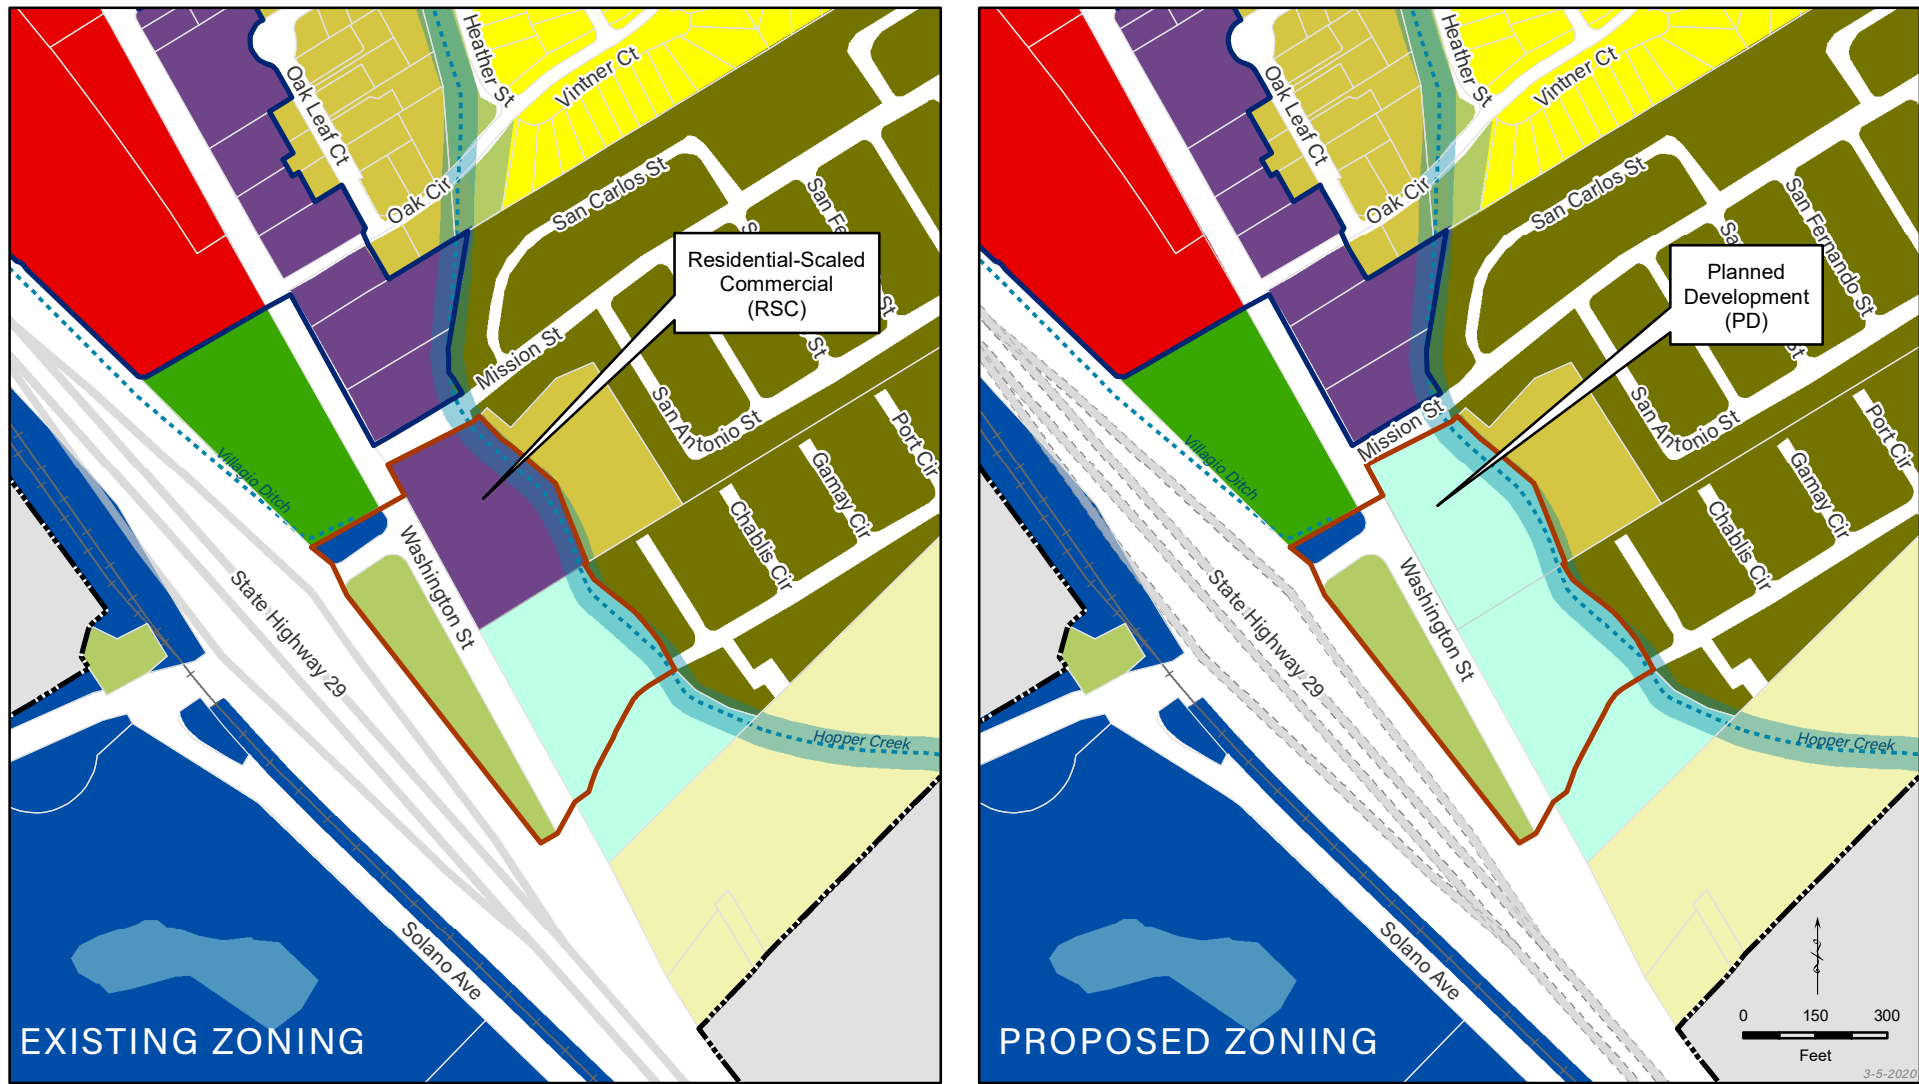 Heather St
Vintner Ct
Oak Leaf Ct
Oak Cir
San Carlos St
San Fe
St
Residential-Scaled
Commercial
(RSC)
St
Mission St
San Antonio St
Port Cir
Gamay Cir
Chablis Cir
Villagio Ditch
Washington St
State Highway 29
Hopper Creek
Solano Ave
EXISTING ZONING
Heather St
Vintner Ct
Oak Leaf Ct
Oak Cir
San Carlos St
San Fernando St
Sa
Planned
Development
(PD)
St
Mission St
San Antonio St
Port Cir
Gamay Cir
Chablis Cir
Villagio Ditch
Washington St
State Highway 29
Hopper Creek
Solano Ave
PROPOSED ZONING
0 150 300
Feet
3-5-2020